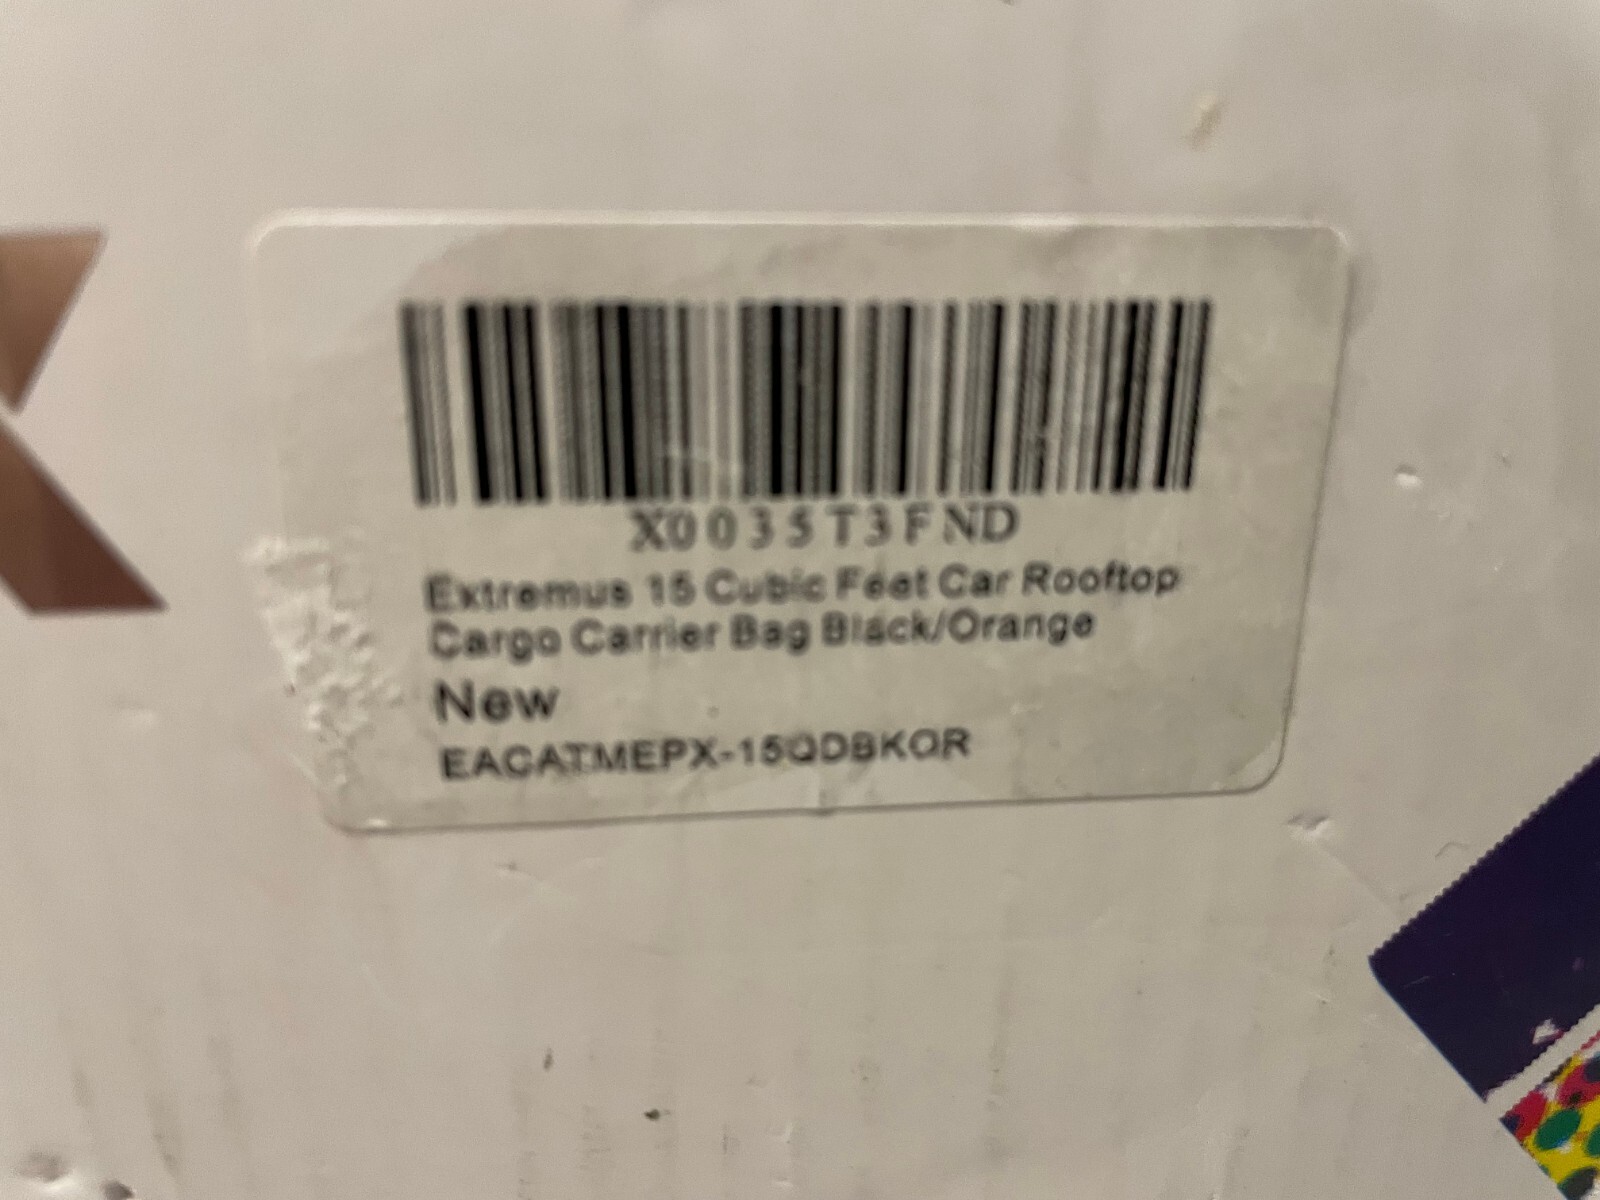 X0035T3FND
Extremus 15 Cubic Feet Car Rooftop
Cargo Carrier Bag Black/Orange
New
EACATMEPX-15QDBKOR